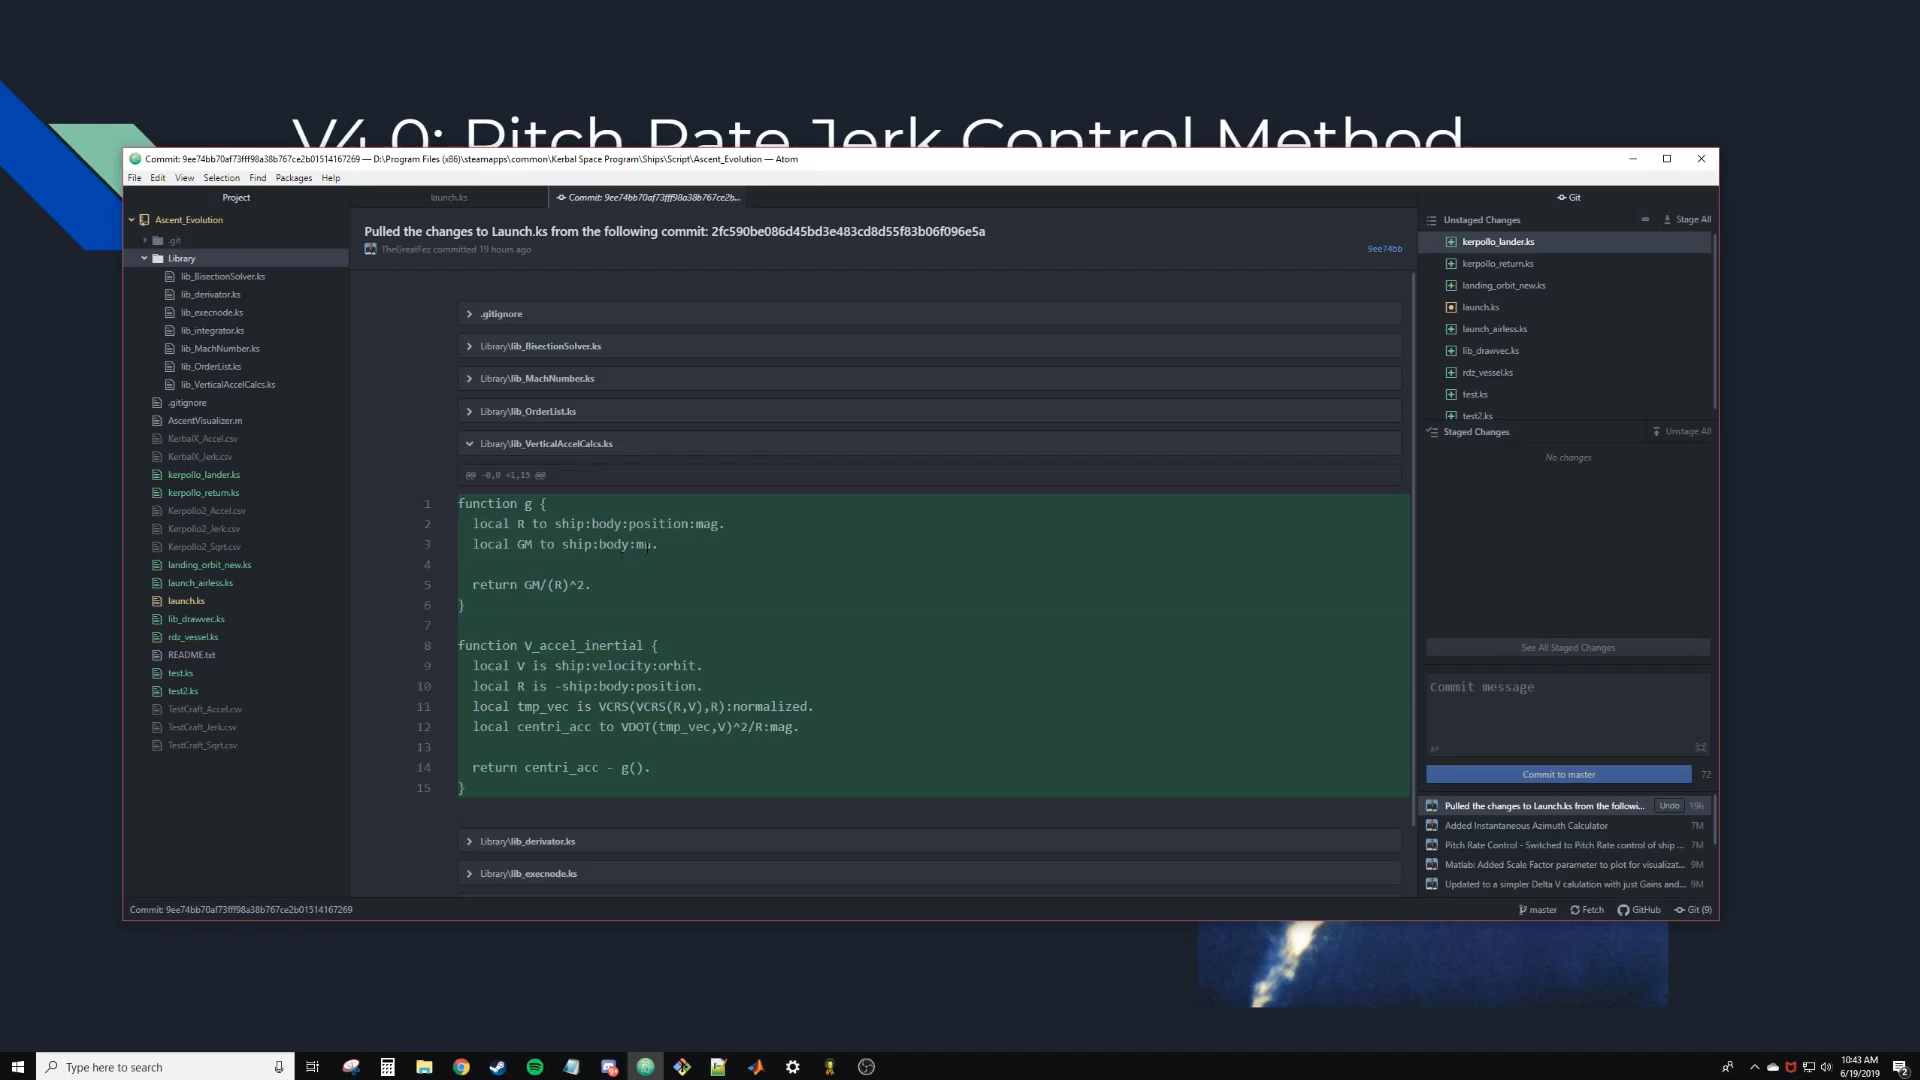 V4.0: Pitch Rate Jerk Control Method
Commit: 9ee74bb70af73fff98a38b767ce2b01514167269 — D:\Program Files (x86)\steamapps\common\Kerbal Space Program\Ships\Script\Ascent_Evolution — Atom
File Edit View Selection Find Packages Help
Project
launch.ks
Commit: 9ee74bb70af73fff98a38b767ce2b...
Git
Ascent_Evolution
.git
Library
lib_BisectionSolver.ks
lib_derivator.ks
lib_execnode.ks
lib_integrator.ks
lib_MachNumber.ks
lib_OrderList.ks
lib_VerticalAccelCalcs.ks
.gitignore
AscentVisualizer.m
KerbalX_Accel.csv
KerbalX_Jerk.csv
kerpollo_lander.ks
kerpollo_return.ks
Kerpollo2_Accel.csv
Kerpollo2_Jerk.csv
Kerpollo2_Sqrt.csv
landing_orbit_new.ks
launch_airless.ks
launch.ks
lib_drawvec.ks
rdz_vessel.ks
README.txt
test.ks
test2.ks
TestCraft_Accel.csv
TestCraft_Jerk.csv
TestCraft_Sqrt.csv
Pulled the changes to Launch.ks from the following commit: 2fc590be086d45bd3e483cd8d55f83b06f096e5a
TheGreatFez committed 19 hours ago
9ee74bb
.gitignore
Library\lib_BisectionSolver.ks
Library\lib_MachNumber.ks
Library\lib_OrderList.ks
Library\lib_VerticalAccelCalcs.ks
@@ -0,0 +1,15 @@
1 function g {
2 local R to ship:body:position:mag.
3 local GM to ship:body:mu.
4
5 return GM/(R)^2.
6 }
7
8 function V_accel_inertial {
9 local V is ship:velocity:orbit.
10 local R is -ship:body:position.
11 local tmp_vec is VCRS(VCRS(R,V),R):normalized.
12 local centri_acc to VDOT(tmp_vec,V)^2/R:mag.
13
14 return centri_acc - g().
15 }
Library\lib_derivator.ks
Library\lib_execnode.ks
Unstaged Changes
Stage All
kerpollo_lander.ks
kerpollo_return.ks
landing_orbit_new.ks
launch.ks
launch_airless.ks
lib_drawvec.ks
rdz_vessel.ks
test.ks
test2.ks
Staged Changes
Unstage All
No changes
See All Staged Changes
Commit message
Commit to master
72
Pulled the changes to Launch.ks from the followi... Undo 19h
Added Instantaneous Azimuth Calculator 7M
Pitch Rate Control - Switched to Pitch Rate control of ship ... 7M
Matlab: Added Scale Factor parameter to plot for visualizat... 9M
Updated to a simpler Delta V calulation with just Gains and... 9M
Commit: 9ee74bb70af73fff98a38b767ce2b01514167269
master
Fetch
GitHub
Git (9)
Type here to search
10:43 AM
6/19/2019
2